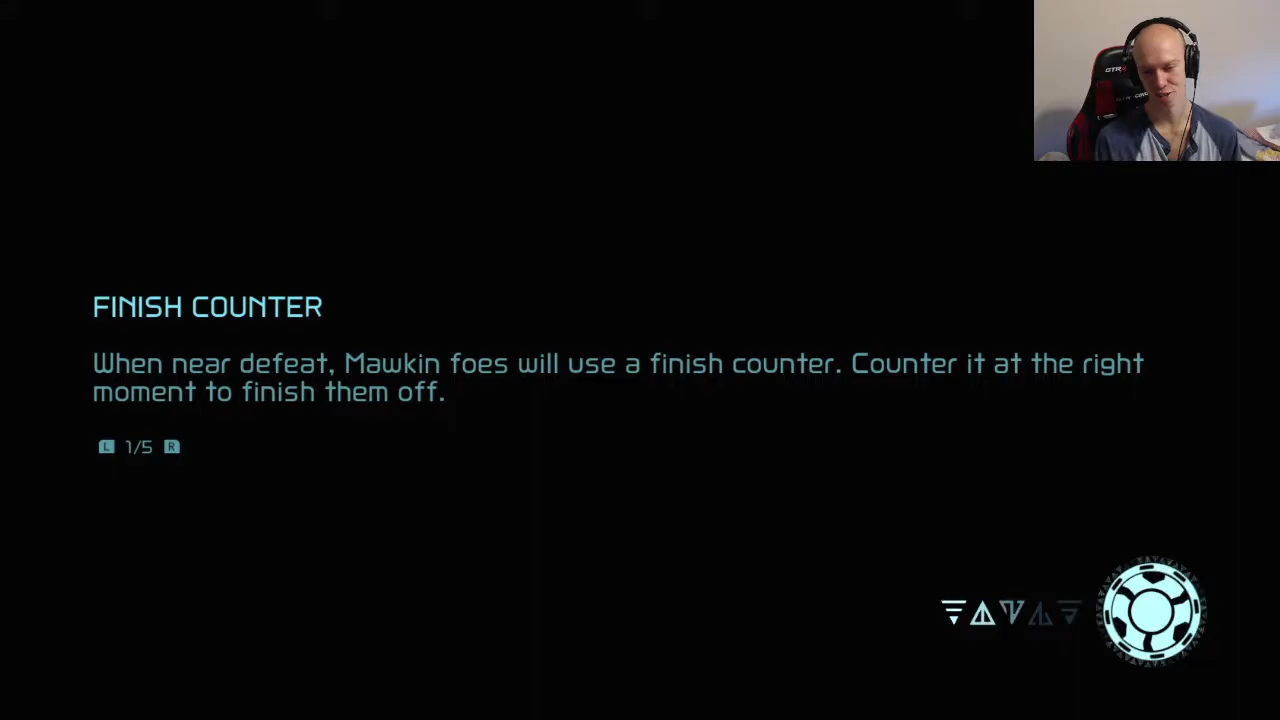 GTR
FINISH COUNTER
When near defeat, Mawkin foes will use a finish counter. Counter it at the right
moment to finish them off.
L 1/5 R